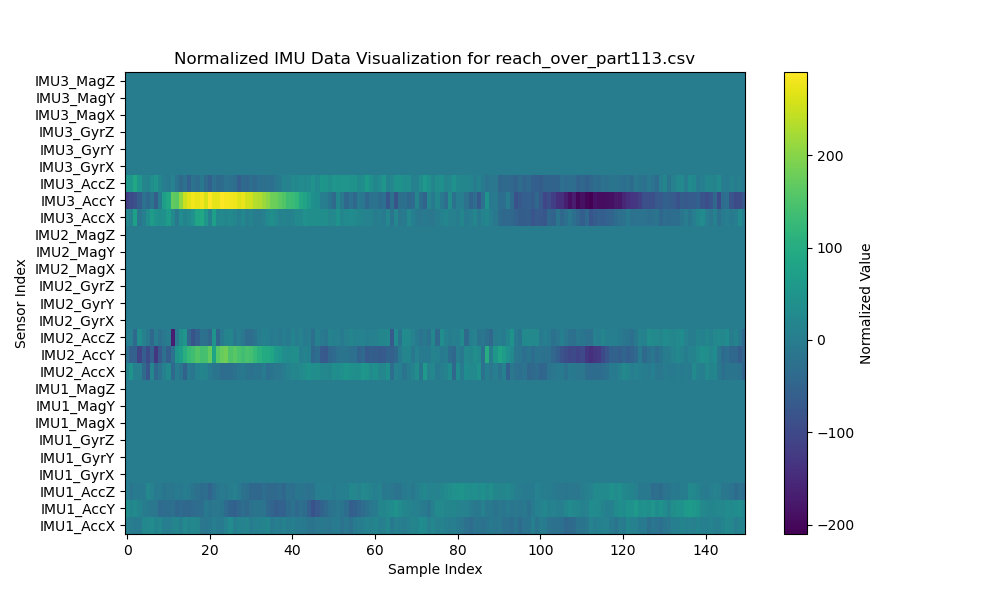 Normalized IMU Data Visualization for reach_over_part113.csv
IMU3_MagZ
IMU3_MagY
IMU3_MagX
IMU3_GyrZ
IMU3_GyrY
IMU3_GyrX
IMU3_AccZ
IMU3_AccY
IMU3_AccX
IMU2_MagZ
IMU2_MagY
IMU2_MagX
IMU2_GyrZ
IMU2_GyrY
IMU2_GyrX
IMU2_AccZ
IMU2_AccY
IMU2_AccX
IMU1_MagZ
IMU1_MagY
IMU1_MagX
IMU1_GyrZ
IMU1_GyrY
IMU1_GyrX
IMU1_AccZ
IMU1_AccY
IMU1_AccX
Sensor Index
0 20 40 60 80 100 120 140
Sample Index
200
100
0
−100
−200
Normalized Value